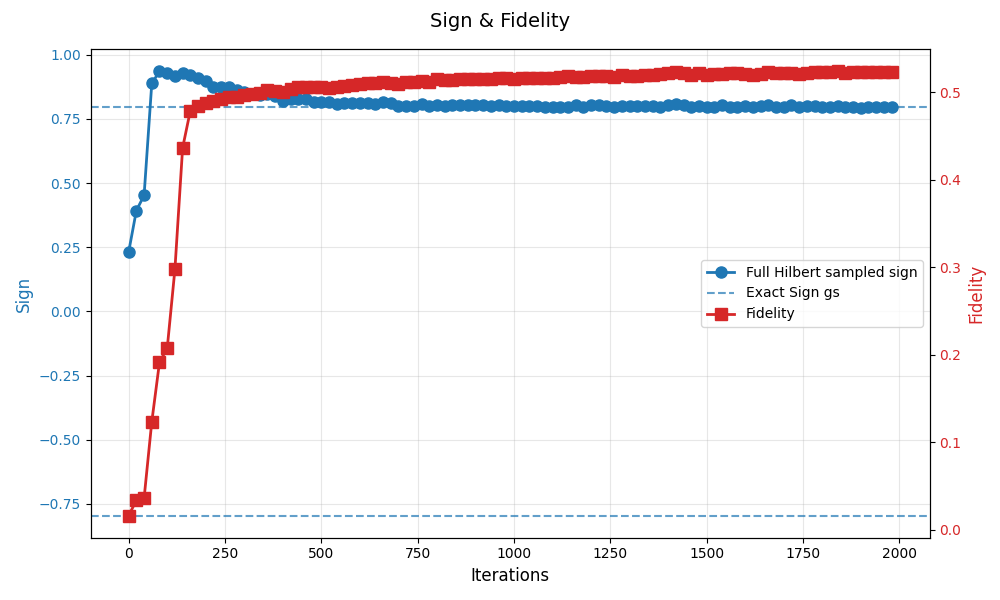 Sign & Fidelity
1.00
0.75
0.50
0.25
0.00
−0.25
−0.50
−0.75
Sign
0.5
0.4
0.3
0.2
0.1
0.0
Fidelity
Full Hilbert sampled sign
Exact Sign gs
Fidelity
0 250 500 750 1000 1250 1500 1750 2000
Iterations